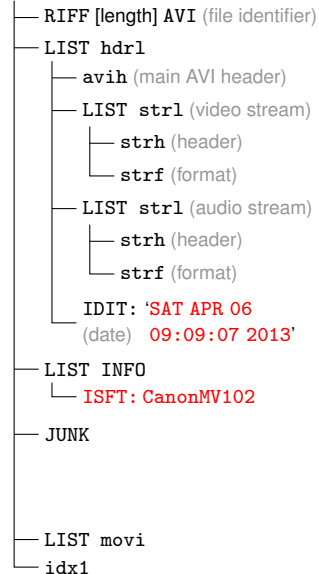 RIFF [length] AVI (file identifier)
LIST hdrl
avih (main AVI header)
LIST strl (video stream)
strh (header)
strf (format)
LIST strl (audio stream)
strh (header)
strf (format)
IDIT: ‘SAT APR 06
(date) 09:09:07 2013’
LIST INFO
ISFT: CanonMV102
JUNK
LIST movi
idx1